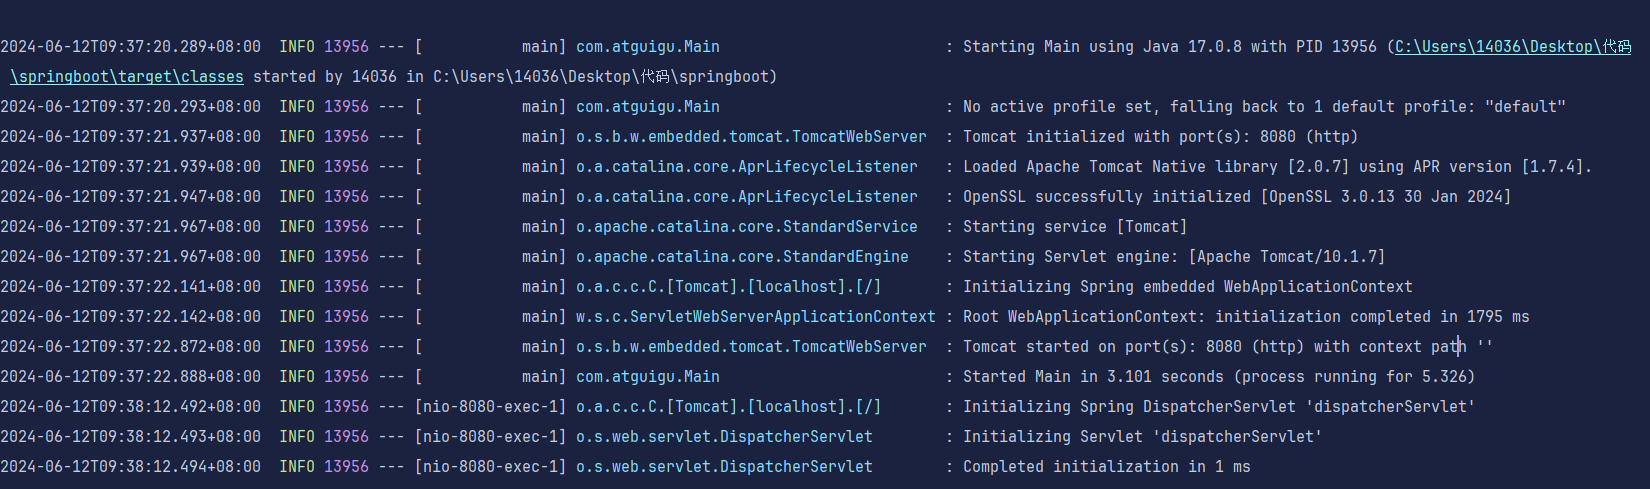 2024-06-12T09:37:20.289+08:00  INFO 13956 --- [           main] com.atguigu.Main                         : Starting Main using Java 17.0.8 with PID 13956 (C:\Users\14036\Desktop\代码
\springboot\target\classes started by 14036 in C:\Users\14036\Desktop\代码\springboot)
2024-06-12T09:37:20.293+08:00  INFO 13956 --- [           main] com.atguigu.Main                         : No active profile set, falling back to 1 default profile: "default"
2024-06-12T09:37:21.937+08:00  INFO 13956 --- [           main] o.s.b.w.embedded.tomcat.TomcatWebServer  : Tomcat initialized with port(s): 8080 (http)
2024-06-12T09:37:21.939+08:00  INFO 13956 --- [           main] o.a.catalina.core.AprLifecycleListener   : Loaded Apache Tomcat Native library [2.0.7] using APR version [1.7.4].
2024-06-12T09:37:21.947+08:00  INFO 13956 --- [           main] o.a.catalina.core.AprLifecycleListener   : OpenSSL successfully initialized [OpenSSL 3.0.13 30 Jan 2024]
2024-06-12T09:37:21.967+08:00  INFO 13956 --- [           main] o.apache.catalina.core.StandardService   : Starting service [Tomcat]
2024-06-12T09:37:21.967+08:00  INFO 13956 --- [           main] o.apache.catalina.core.StandardEngine    : Starting Servlet engine: [Apache Tomcat/10.1.7]
2024-06-12T09:37:22.141+08:00  INFO 13956 --- [           main] o.a.c.c.C.[Tomcat].[localhost].[/]       : Initializing Spring embedded WebApplicationContext
2024-06-12T09:37:22.142+08:00  INFO 13956 --- [           main] w.s.c.ServletWebServerApplicationContext : Root WebApplicationContext: initialization completed in 1795 ms
2024-06-12T09:37:22.872+08:00  INFO 13956 --- [           main] o.s.b.w.embedded.tomcat.TomcatWebServer  : Tomcat started on port(s): 8080 (http) with context path ''
2024-06-12T09:37:22.888+08:00  INFO 13956 --- [           main] com.atguigu.Main                         : Started Main in 3.101 seconds (process running for 5.326)
2024-06-12T09:38:12.492+08:00  INFO 13956 --- [nio-8080-exec-1] o.a.c.c.C.[Tomcat].[localhost].[/]       : Initializing Spring DispatcherServlet 'dispatcherServlet'
2024-06-12T09:38:12.493+08:00  INFO 13956 --- [nio-8080-exec-1] o.s.web.servlet.DispatcherServlet        : Initializing Servlet 'dispatcherServlet'
2024-06-12T09:38:12.494+08:00  INFO 13956 --- [nio-8080-exec-1] o.s.web.servlet.DispatcherServlet        : Completed initialization in 1 ms